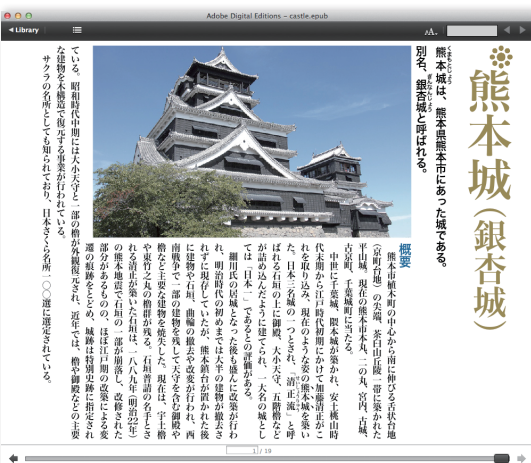 Adobe Digital Editions - castle.epub
Library
熊本城(銀杏城)
熊本城は、熊本県熊本市にあった城である。
別名、銀杏城と呼ばれる。
概要
熊本市植木町の中心から南に伸びる舌状台地
(京町台地)の尖端、茶臼山丘陵一帯に築かれた
平山城。現在の熊本市本丸、二の丸、宮内、古城、
古京町、千葉城町に当たる。
中世に千葉城、隈本城が築かれ、安土桃山時
代末期から江戸時代初期にかけて加藤清正がこ
れを取り込み、現在のような姿の熊本城を築い
た。日本三名城の一つとされ、「清正流」と呼
ばれる石垣の上に御殿、大小天守、五階櫓など
が詰め込んだように建てられ、一大名の城とし
ては「日本一」であるとの評価がある。
細川氏の居城となった後も盛んに改築が行わ
れ、明治時代の初めまでは大半の建物が撤去さ
れずに現存していたが、熊本鎮台が置かれた後
に建物や石垣、曲輪の撤去や改変が行われ、西
南戦争で一部の建物を残して天守を含む御殿や
櫓など主要な建物を焼失した。現在は、宇土櫓
や東竹之丸の櫓群が残る。石垣普請の名手とさ
れる清正が築いた石垣は、一八八九年(明治22年)
の熊本地震で石垣の一部が崩落し、改修された
部分があるものの、ほぼ江戸期の改築による変
遷の痕跡をとどめ、城跡は特別史跡に指定され
ている。昭和時代中期には大小天守と一部の櫓が外観復元され、近年では、櫓や御殿などの主要
な建物を木構造で復元する事業が行われている。
サクラの名所としても知られており、日本さくら名所一〇〇選に選定されている。
1 / 19